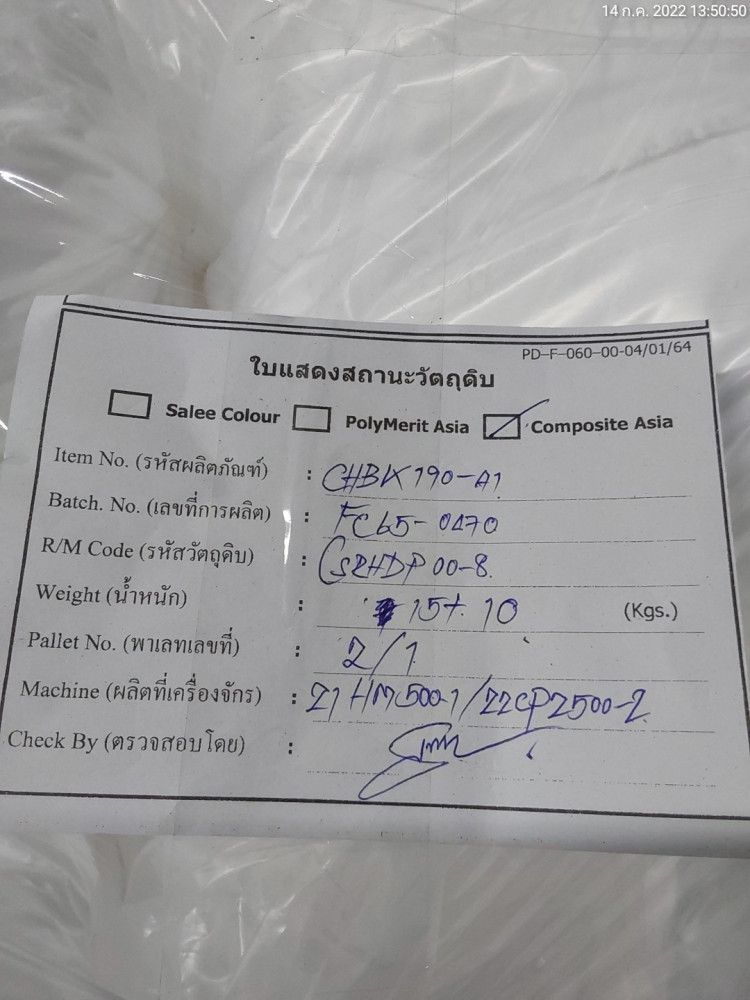 14 ก.ค. 2022 13:50:50
PD-F-060-00-04/01/64
ใบแสดงสถานะวัตถุดิบ
Salee Colour PolyMerit Asia Composite Asia
Item No. (รหัสผลิตภัณฑ์) : CHBK190-A1
Batch. No. (เลขที่การผลิต) : FC65-0470
R/M Code (รหัสวัตถุดิบ) : CSRHDP00-8
Weight (น้ำหนัก) : 15+10 (Kgs.)
Pallet No. (พาเลทเลขที่) : 2/1
Machine (ผลิตที่เครื่องจักร) : Z1HM500-1/ZZCPZ500-2
Check By (ตรวจสอบโดย) :